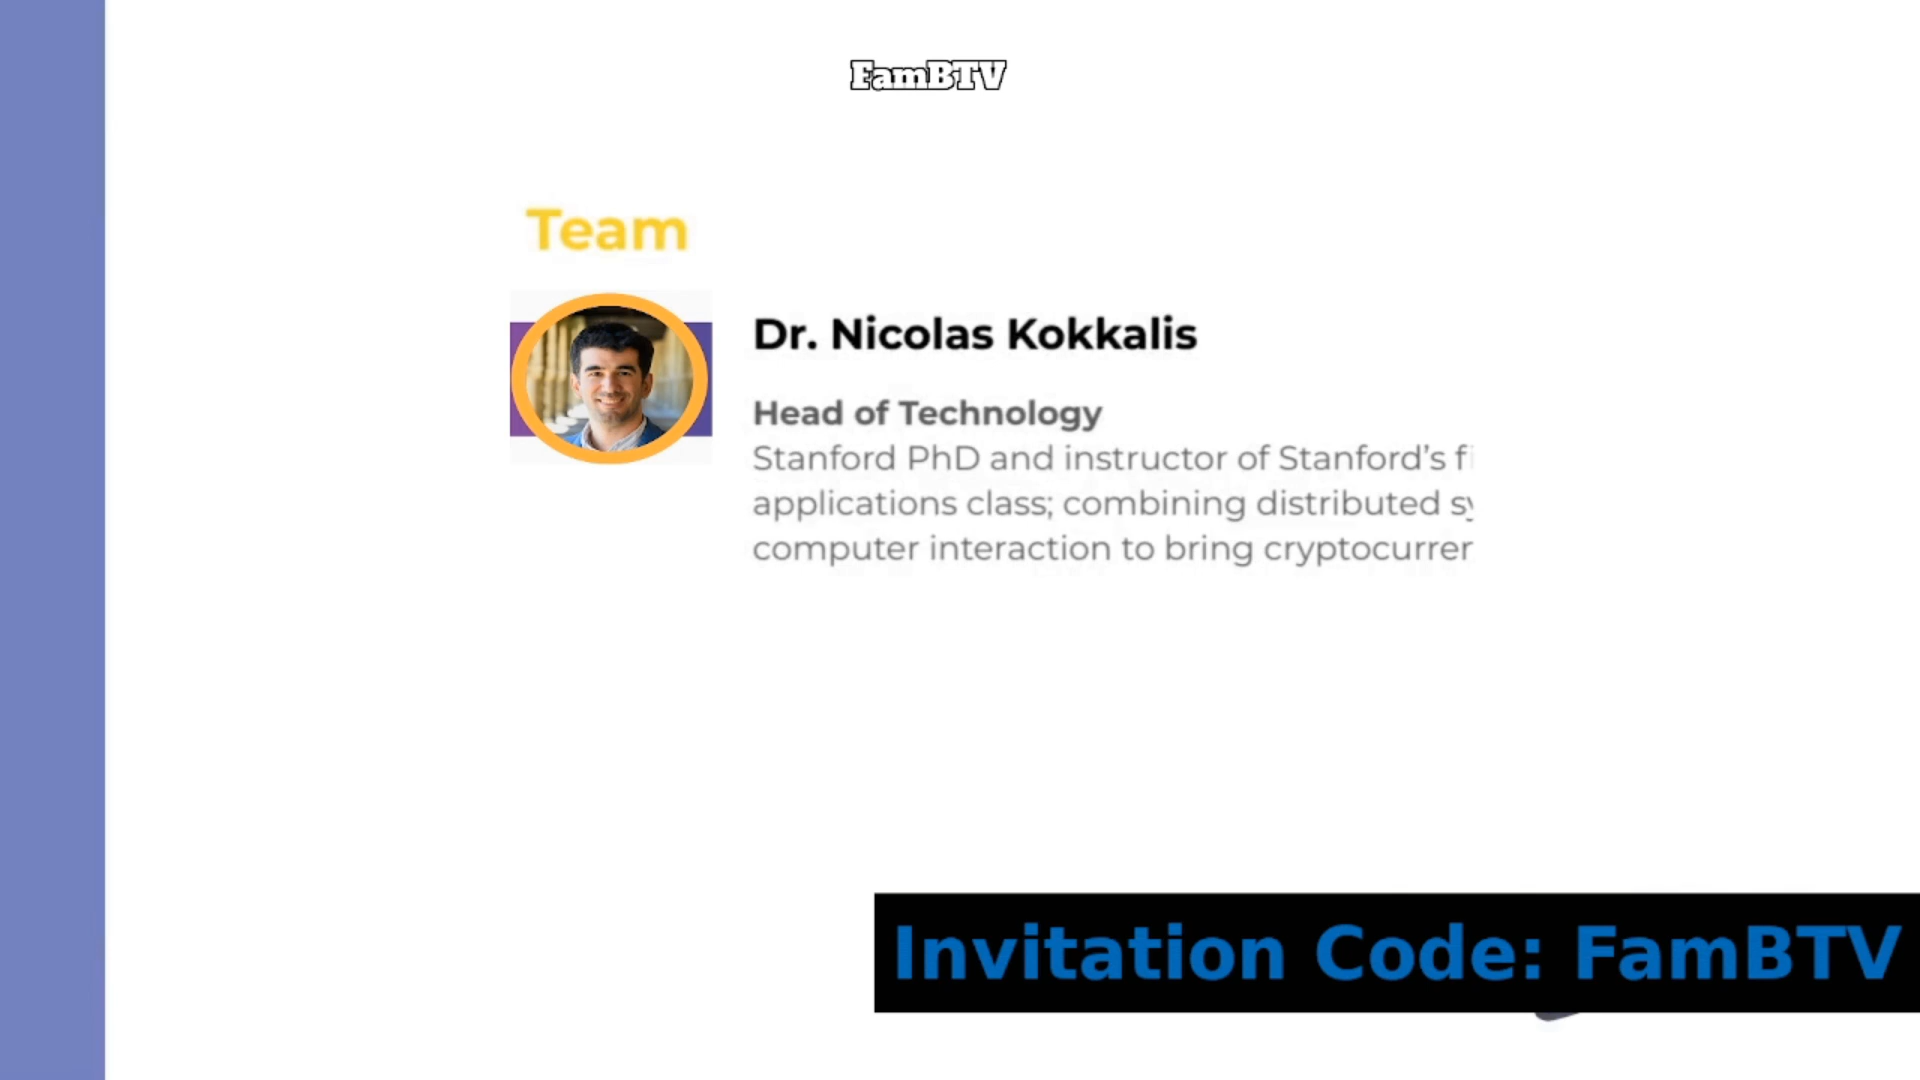 FamBTV
Team
Dr. Nicolas Kokkalis
Head of Technology
Stanford PhD and instructor of Stanford's
applications class; combining distributed
computer interaction to bring
Invitation Code: FamBTV